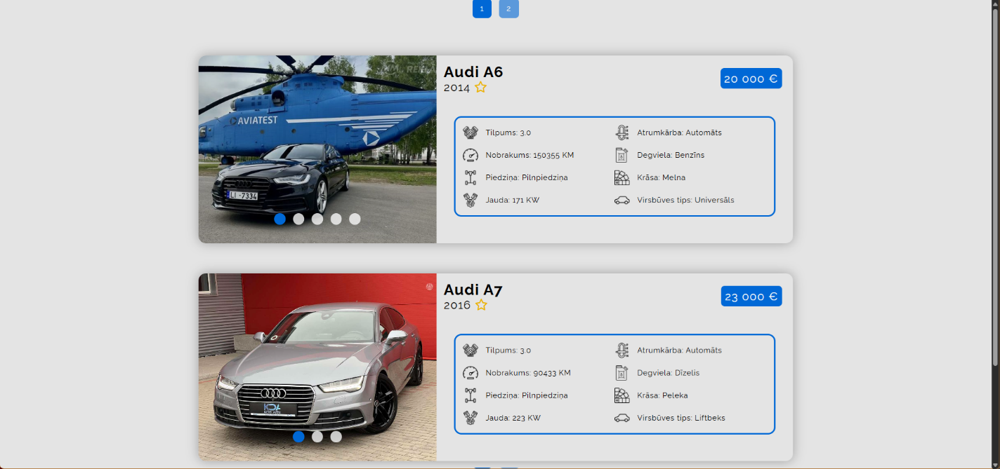 1 2
AVIATEST
LI-7334
Audi A6
2014
20 000 €
Tilpums: 3.0
Atrumkārba: Automāts
Nobrakums: 150355 KM
Degviela: Benzīns
Piedziņa: Pilnpiedziņa
Krāsa: Melna
Jauda: 171 KW
Virsbūves tips: Universāls
Audi A7
2016
23 000 €
Tilpums: 3.0
Atrumkārba: Automāts
Nobrakums: 90433 KM
Degviela: Dīzelis
Piedziņa: Pilnpiedziņa
Krāsa: Peleka
Jauda: 223 KW
Virsbūves tips: Liftbeks